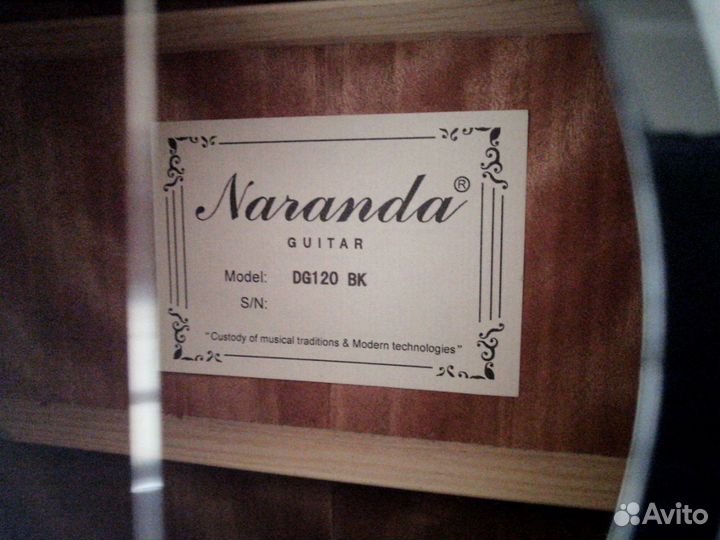 Naranda®
GUITAR
Model: DG120 BK
S/N:
"Custody of musical traditions & Modern technologies"
Avito